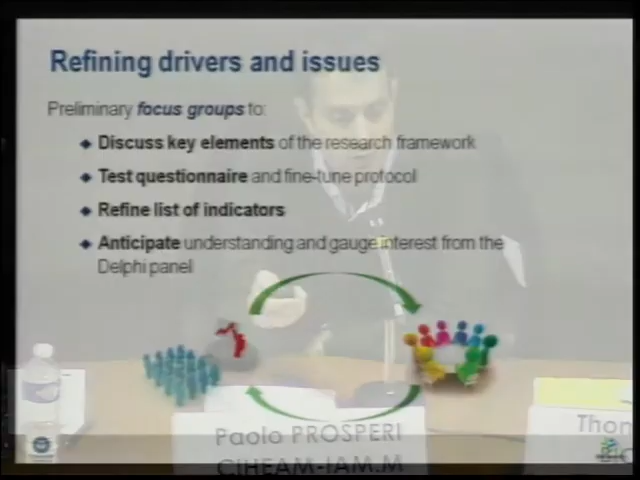 Refining drivers and issues
Preliminary focus groups to:
Discuss key elements of the research framework
Test questionnaire and fine-tune protocol
Refine list of indicators
Anticipate understanding and gauge interest from the
Delphi panel
Paolo PROSPERI
CIHEAM-IAM.M
Thom